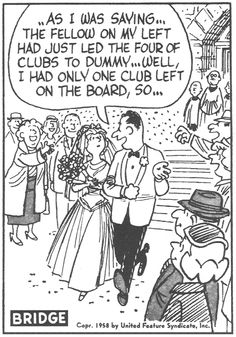 ..AS I WAS SAYING...
THE FELLOW ON MY LEFT
HAD JUST LED THE FOUR OF
CLUBS TO DUMMY...WELL,
I HAD ONLY ONE CLUB LEFT
ON THE BOARD, SO...
BRIDGE
Copr. 1958 by United Feature Syndicate, Inc.